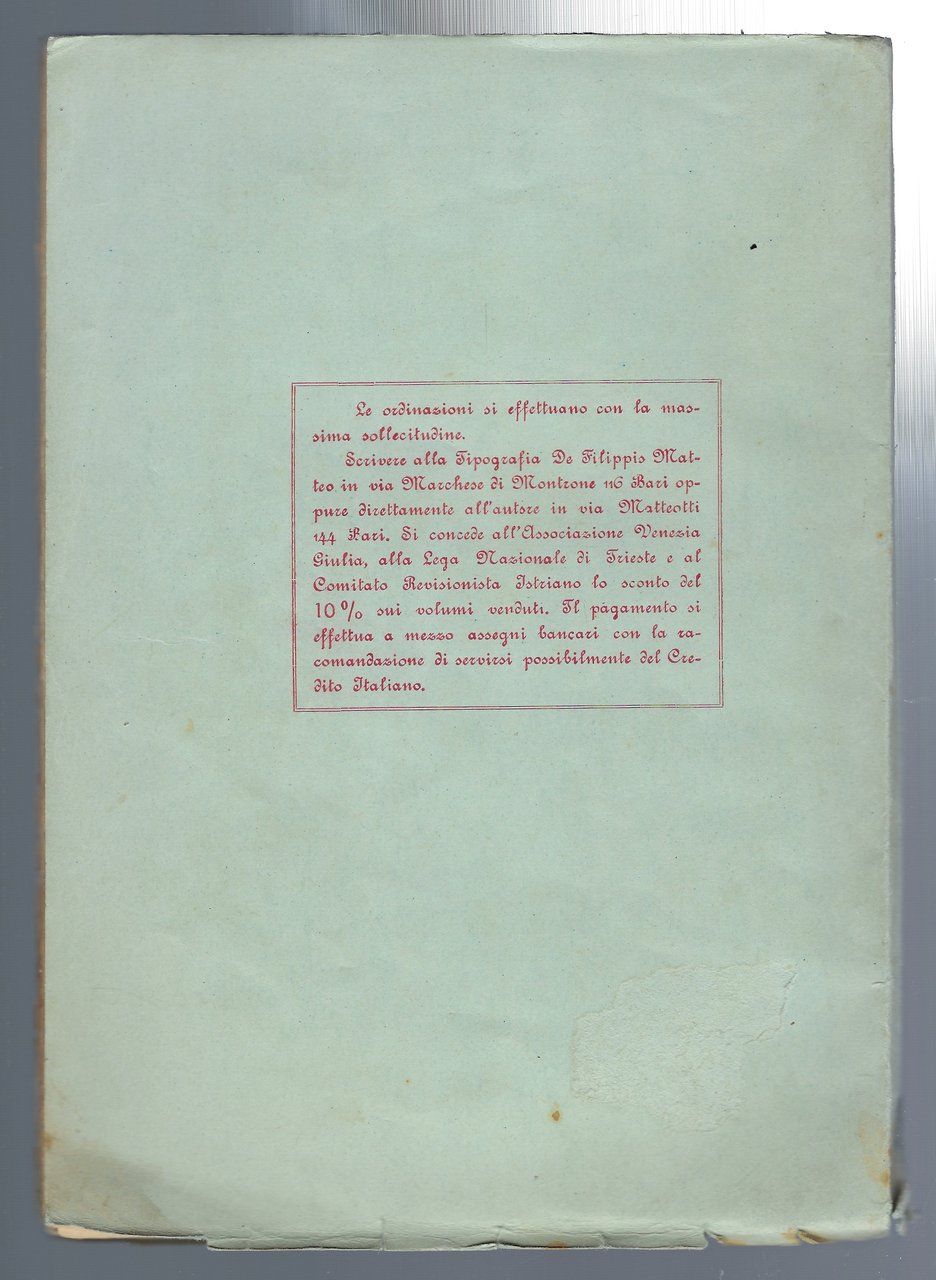 Le ordinazioni si effettuano con la mas-
sima sollecitudine.
Scrivere alla Tipografia De Filippis Mat-
teo in via Marchese di Montrone 116 Bari op-
pure direttamente all'autore in via Matteotti
144 Bari. Si concede all'Associazione Venezia
Giulia, alla Lega Nazionale di Trieste e al
Comitato Revisionista Istriano lo sconto del
10 % sui volumi venduti. Il pagamento si
effettua a mezzo assegni bancari con la ra-
comandazione di servirsi possibilmente del Cre-
dito Italiano.